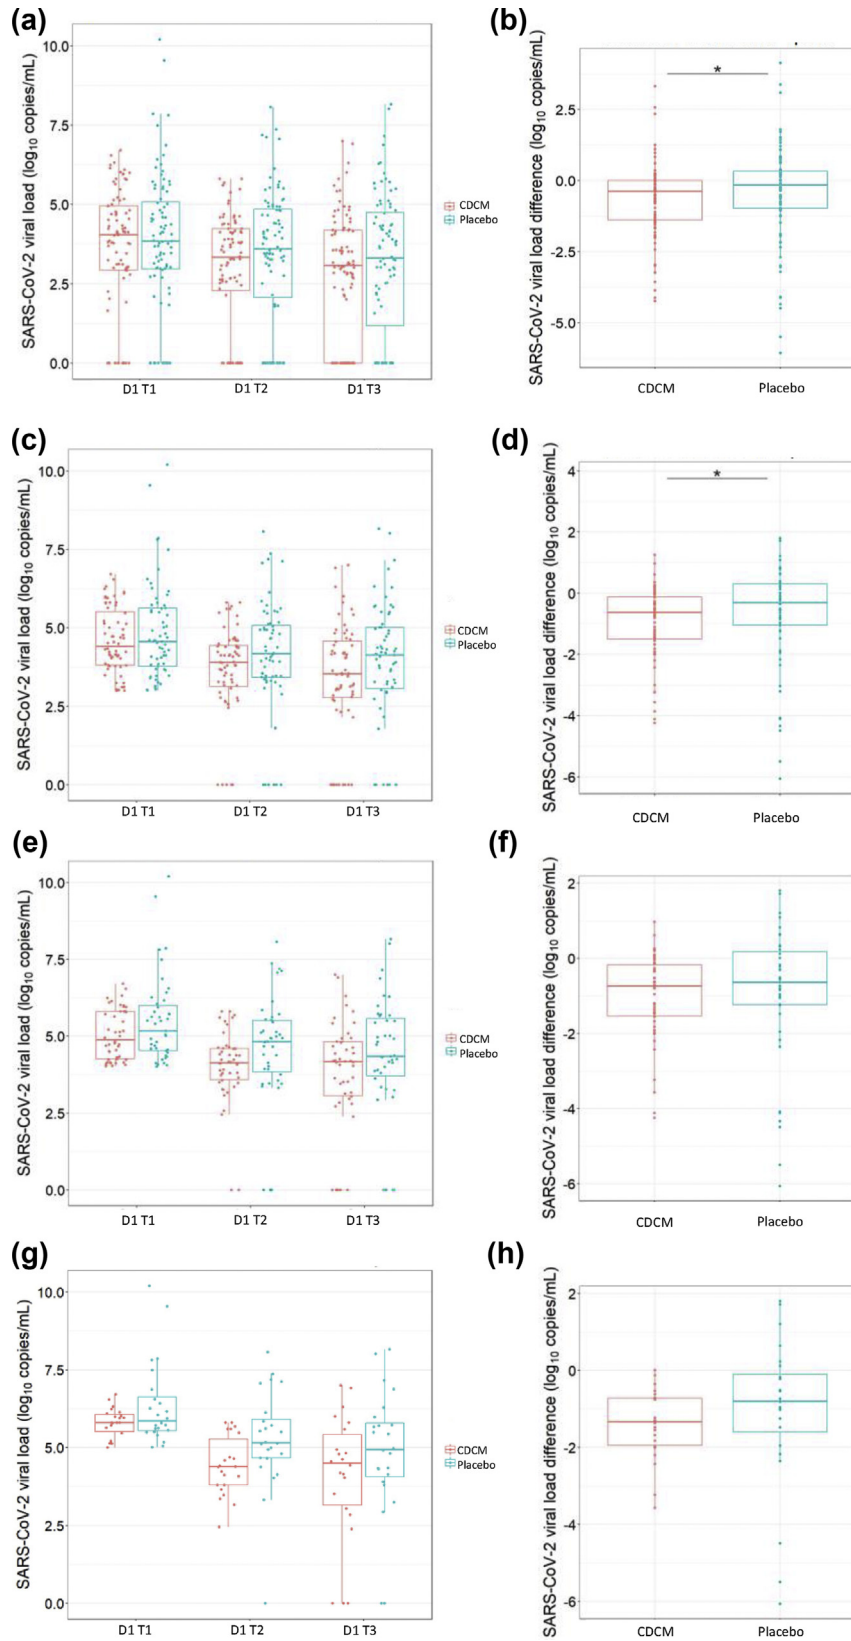 (a)
SARS-CoV-2 viral load (log10 copies/mL)
10.0
7.5
5.0
2.5
0.0
D1 T1
D1 T2
D1 T3
CDCM
Placebo
(b)
SARS-CoV-2 viral load difference (log10 copies/mL)
2.5
0.0
-2.5
-5.0
*
CDCM
Placebo
(c)
SARS-CoV-2 viral load (log10 copies/mL)
10.0
7.5
5.0
2.5
0.0
D1 T1
D1 T2
D1 T3
CDCM
Placebo
(d)
SARS-CoV-2 viral load difference (log10 copies/mL)
4
2
0
-2
-4
-6
*
CDCM
Placebo
(e)
SARS-CoV-2 viral load (log10 copies/mL)
10.0
7.5
5.0
2.5
0.0
D1 T1
D1 T2
D1 T3
CDCM
Placebo
(f)
SARS-CoV-2 viral load difference (log10 copies/mL)
2
0
-2
-4
-6
CDCM
Placebo
(g)
SARS-CoV-2 viral load (log10 copies/mL)
10.0
7.5
5.0
2.5
0.0
D1 T1
D1 T2
D1 T3
CDCM
Placebo
(h)
SARS-CoV-2 viral load difference (log10 copies/mL)
2
0
-2
-4
-6
CDCM
Placebo